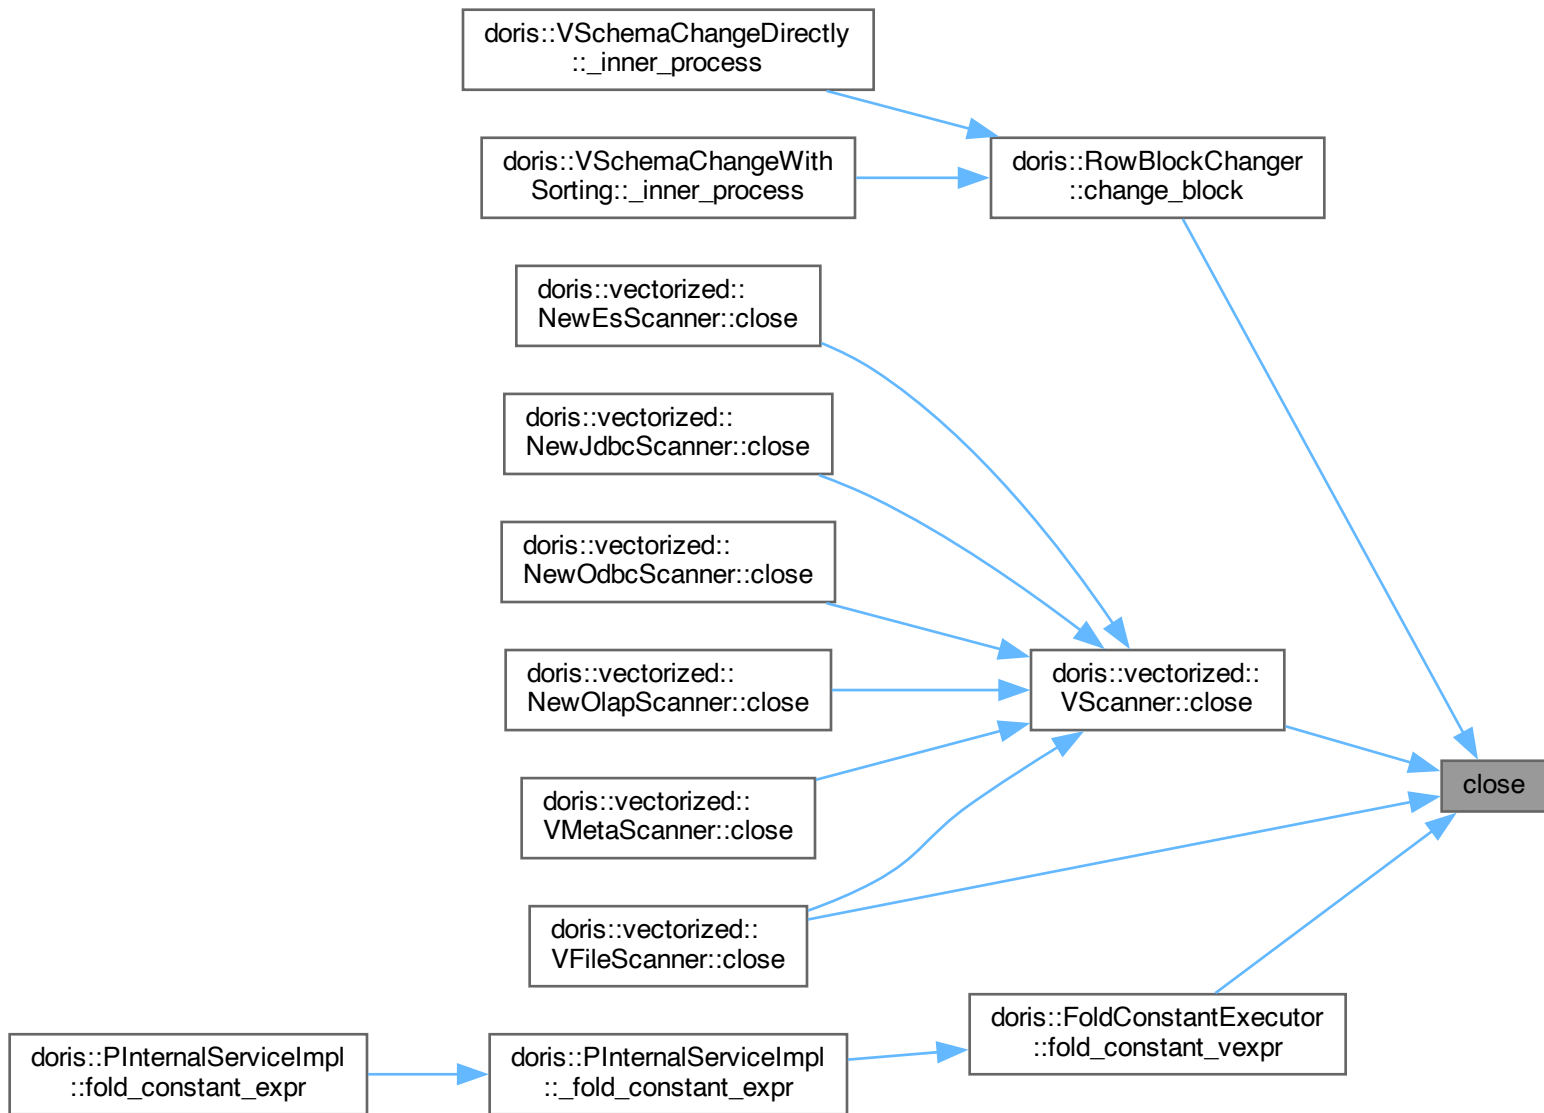 doris::VSchemaChangeDirectly
::_inner_process
doris::VSchemaChangeWith
Sorting::_inner_process
doris::RowBlockChanger
::change_block
doris::vectorized::
NewEsScanner::close
doris::vectorized::
NewJdbcScanner::close
doris::vectorized::
NewOdbcScanner::close
doris::vectorized::
NewOlapScanner::close
doris::vectorized::
VScanner::close
close
doris::vectorized::
VMetaScanner::close
doris::vectorized::
VFileScanner::close
doris::FoldConstantExecutor
::fold_constant_vexpr
doris::PInternalServiceImpl
::fold_constant_expr
doris::PInternalServiceImpl
::_fold_constant_expr